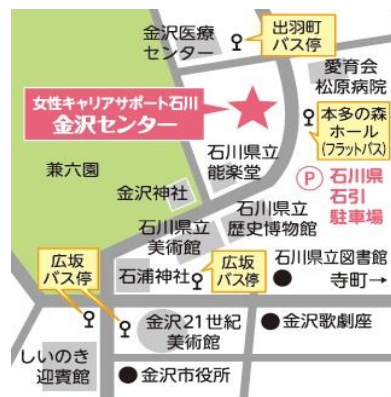 金沢医療
センター
出羽町
バス停
愛育会
松原病院
女性キャリアサポート石川
金沢センター
本多の森
ホール
(フラットバス)
石川県立
能楽堂
兼六園
P
石川県
石引
駐車場
金沢神社
石川県立
美術館
石川県立
歴史博物館
広坂
バス停
石浦神社
広坂
バス停
石川県立図書館
寺町→
金沢21世紀
美術館
金沢歌劇座
しいのき
迎賓館
金沢市役所